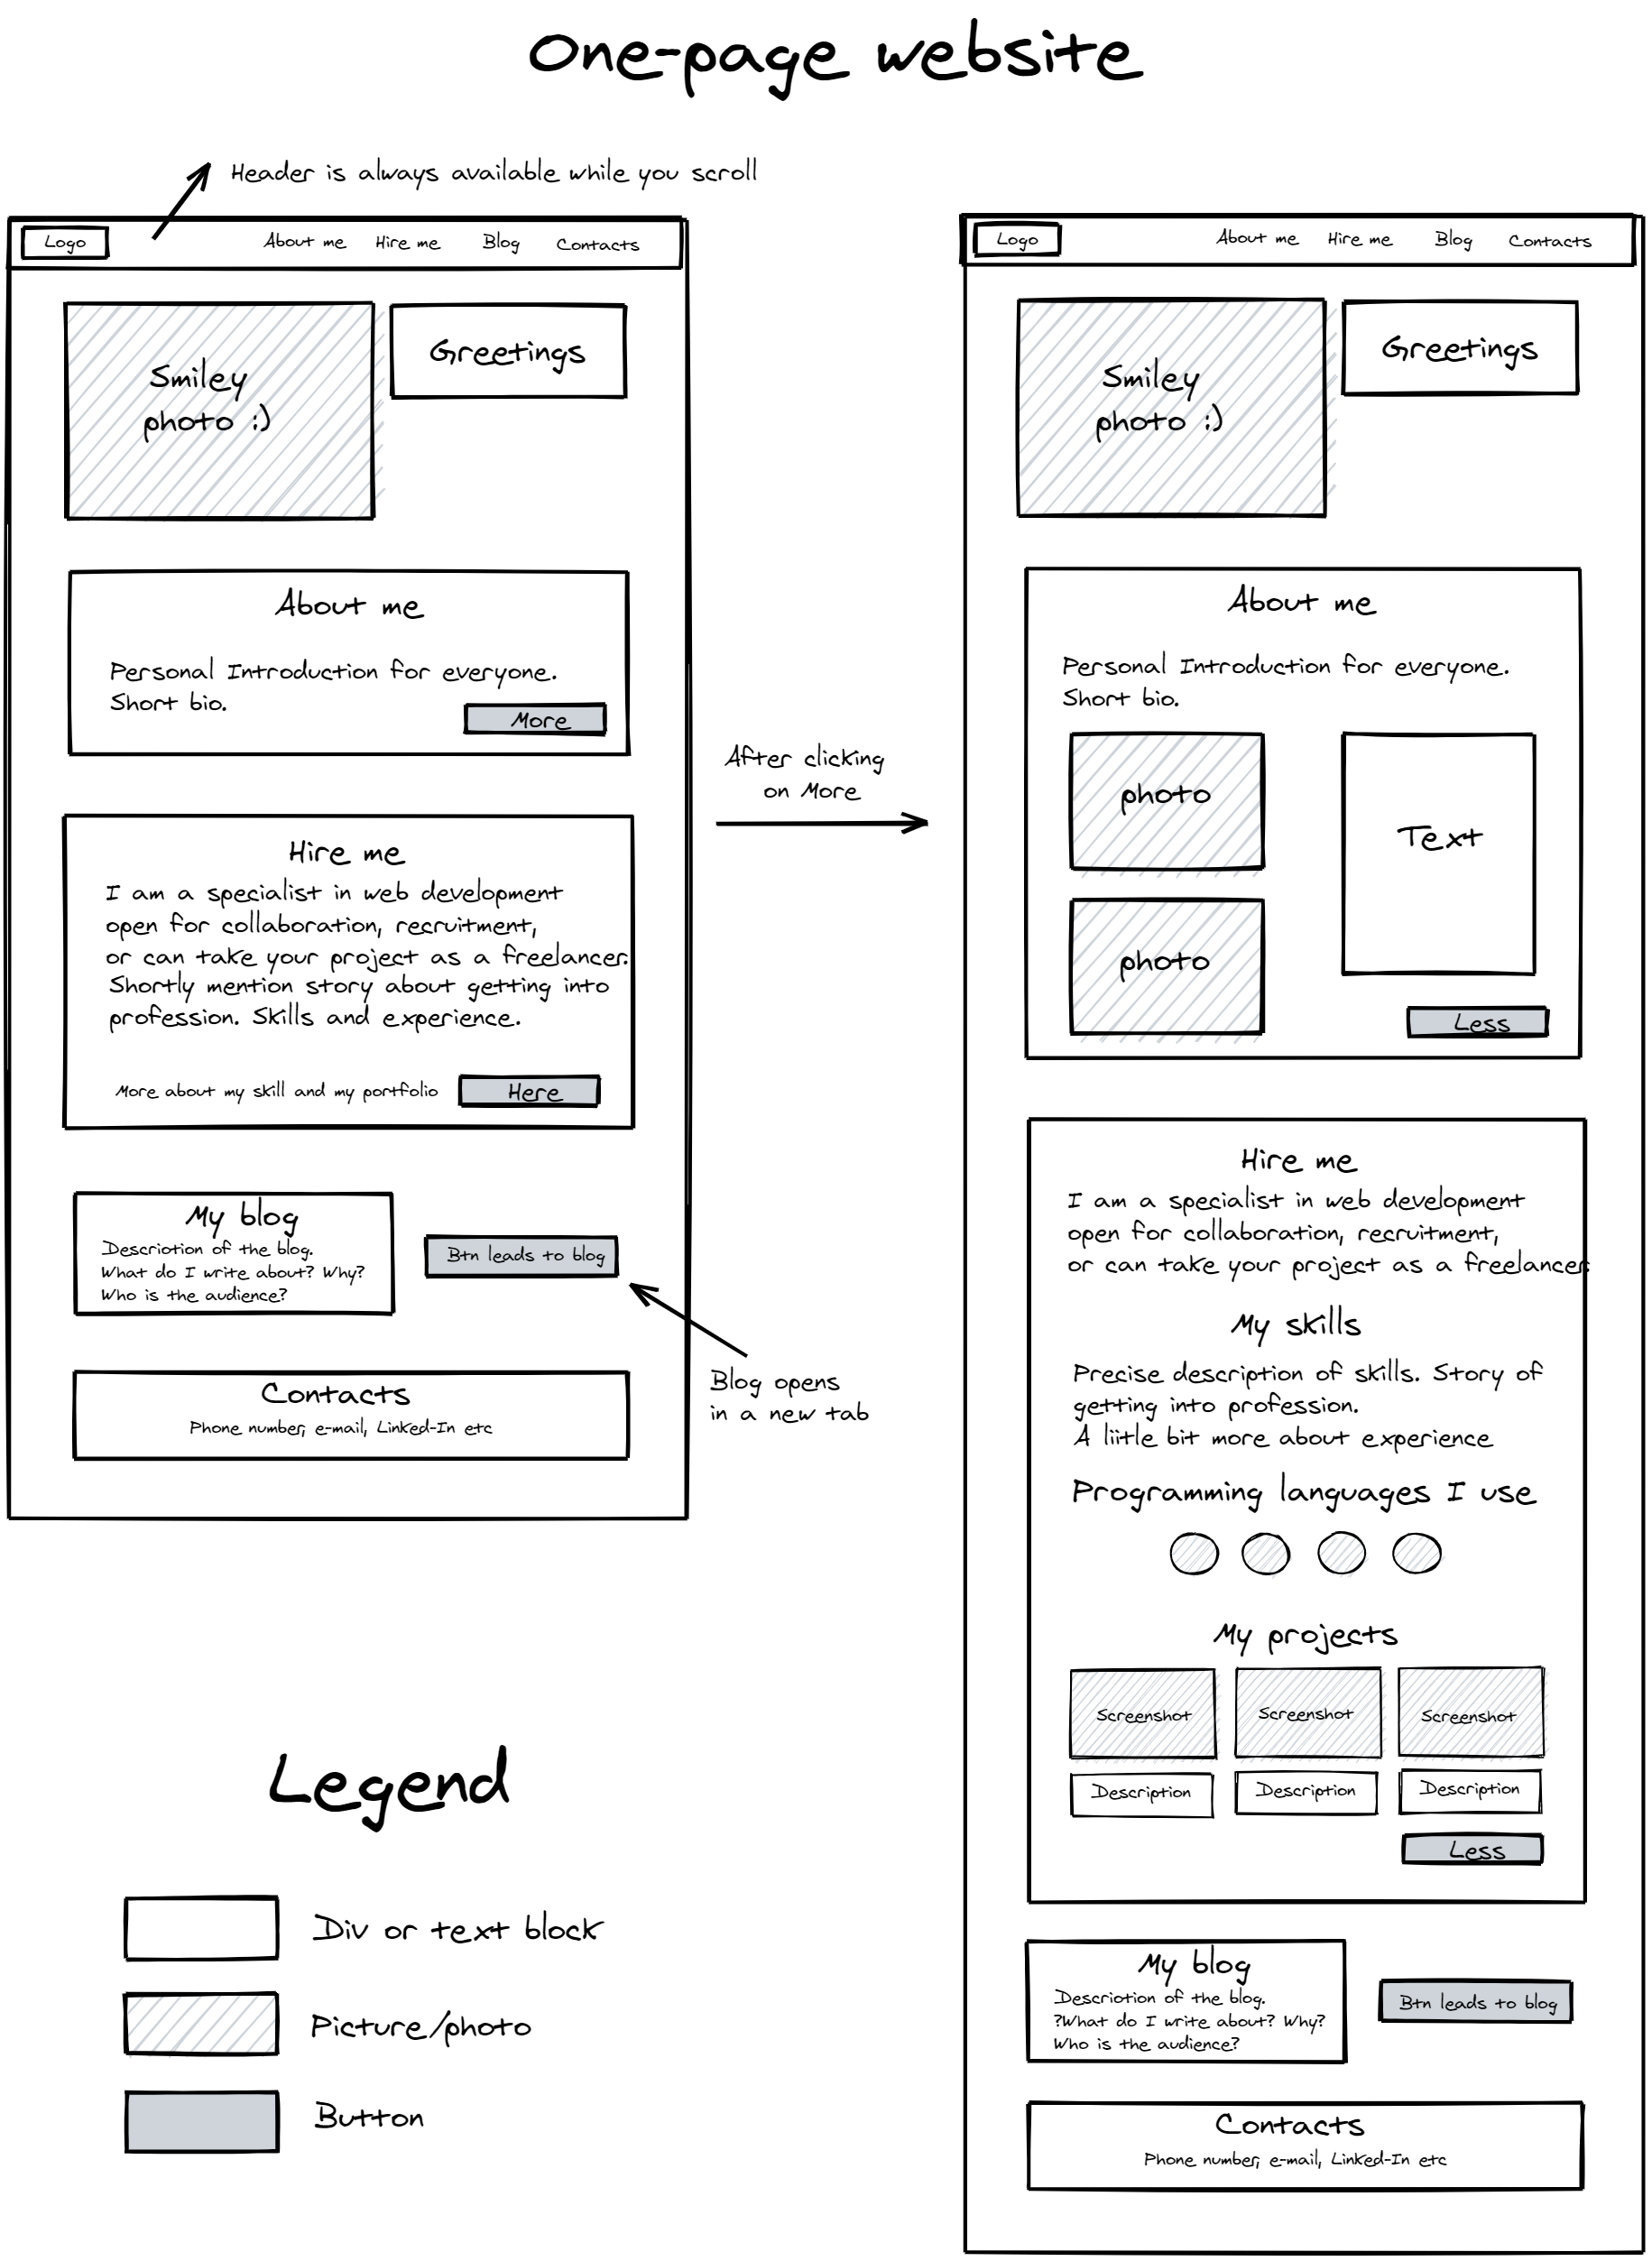 One-page website
Header is always available while you scroll
Logo
About me
Hire me
Blog
Contacts
Smiley
photo :)
Greetings
About me
Personal Introduction for everyone.
Short bio.
More
Hire me
I am a specialist in web development
open for collaboration, recruitment,
or can take your project as a freelancer.
Shortly mention story about getting into
profession. Skills and experience.
More about my skill and my portfolio
Here
My blog
Descriotion of the blog.
What do I write about? Why?
Who is the audience?
Btn leads to blog
Contacts
Phone number, e-mail, Linked-In etc
After clicking
on More
Blog opens
in a new tab
Logo
About me
Hire me
Blog
Contacts
Smiley
photo :)
Greetings
About me
Personal Introduction for everyone.
Short bio.
photo
photo
Text
Less
Hire me
I am a specialist in web development
open for collaboration, recruitment,
or can take your project as a freelancer.
My skills
Precise description of skills. Story of
getting into profession.
A liitle bit more about experience
Programming languages I use
My projects
Screenshot
Screenshot
Screenshot
Description
Description
Description
Less
My blog
Descriotion of the blog.
?What do I write about? Why?
Who is the audience?
Btn leads to blog
Contacts
Phone number, e-mail, Linked-In etc
Legend
Div or text block
Picture/photo
Button